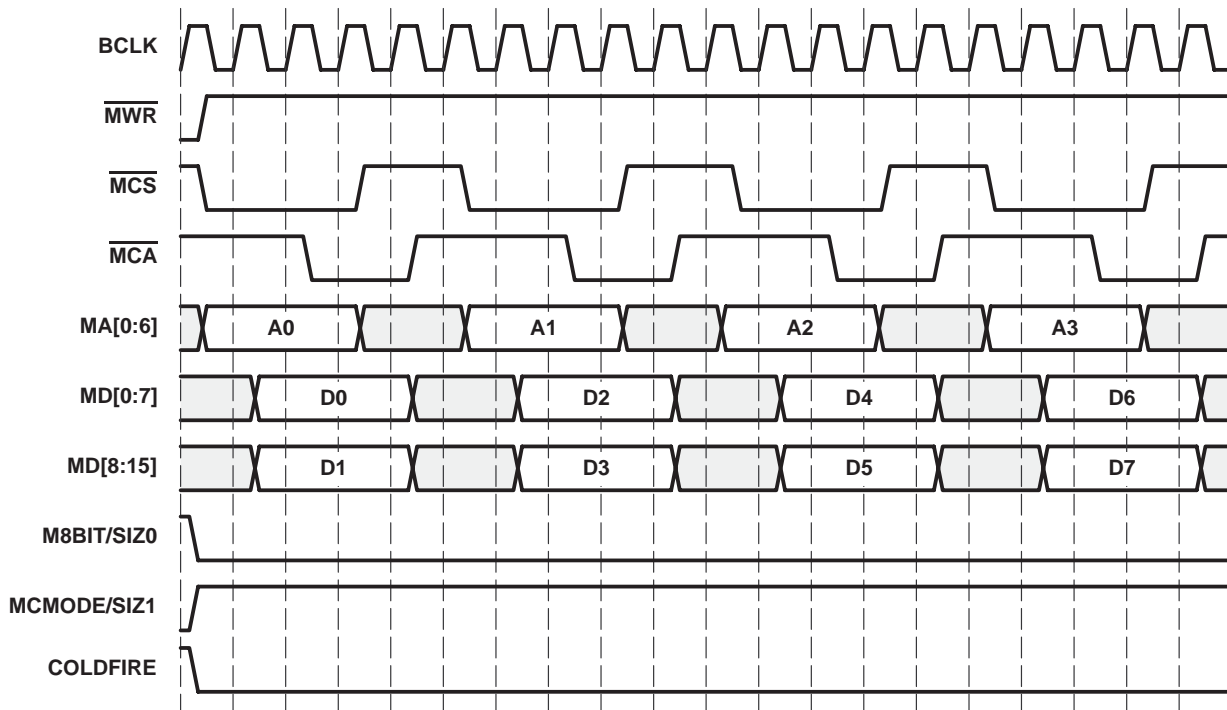 BCLK
MWR
MCS
MCA
MA[0:6] A0 A1 A2 A3
MD[0:7] D0 D2 D4 D6
MD[8:15] D1 D3 D5 D7
M8BIT/SIZ0
MCMODE/SIZ1
COLDFIRE